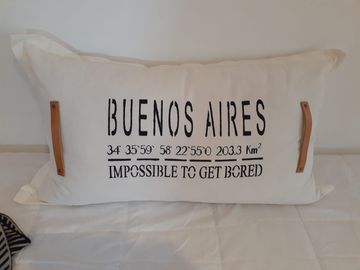 BUENOS AIRES
34° 35'59" 58° 22'55"O 203.3 Km²
IMPOSSIBLE TO GET BORED